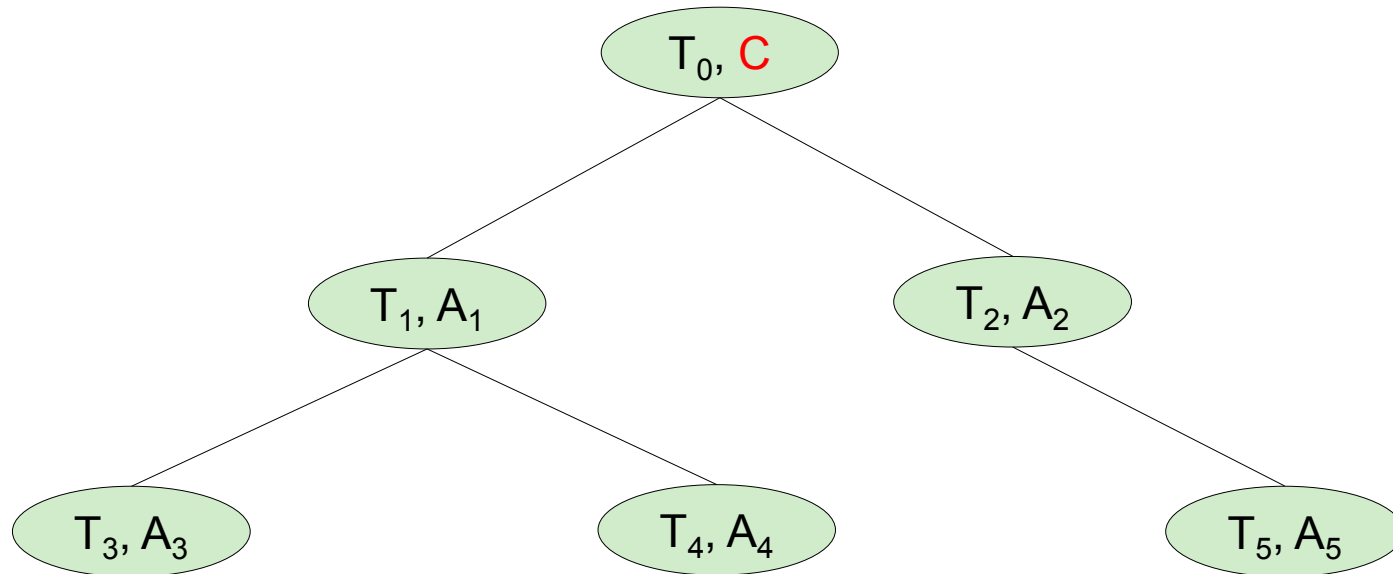 T₀, C
T₁, A₁
T₂, A₂
T₃, A₃
T₄, A₄
T₅, A₅